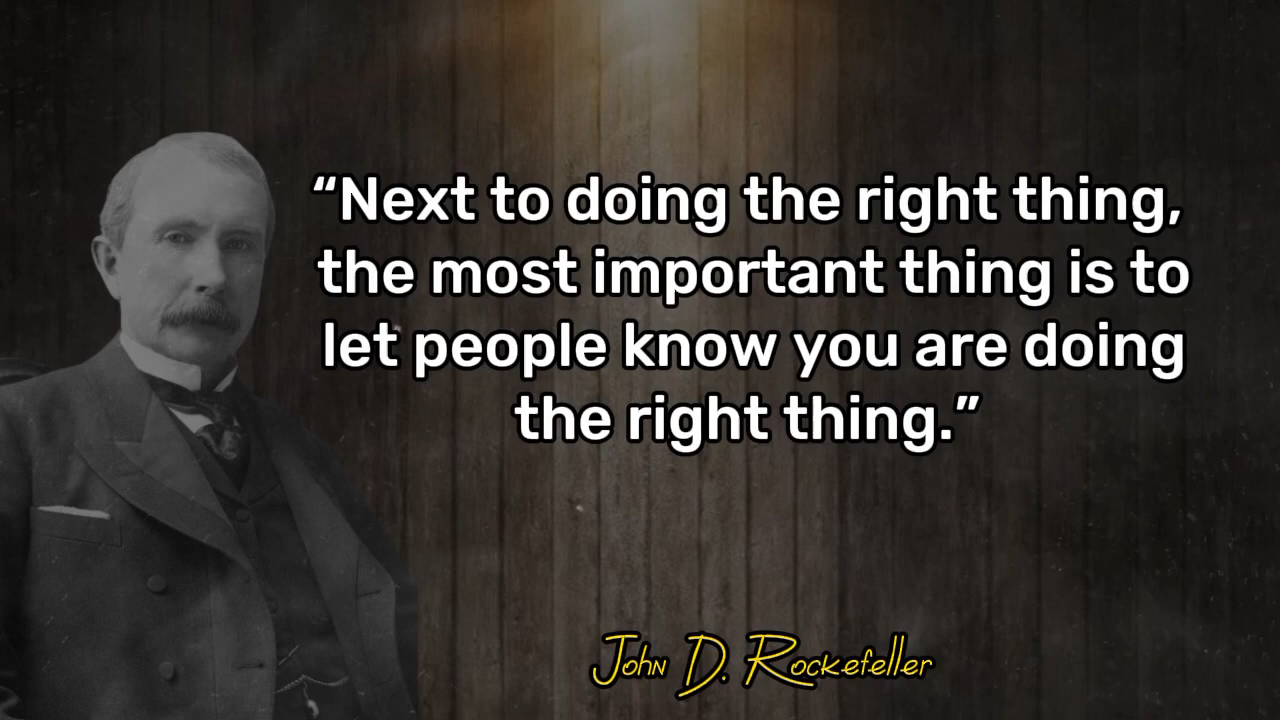 “Next to doing the right thing,
the most important thing is to
let people know you are doing
the right thing.”
John D. Rockefeller